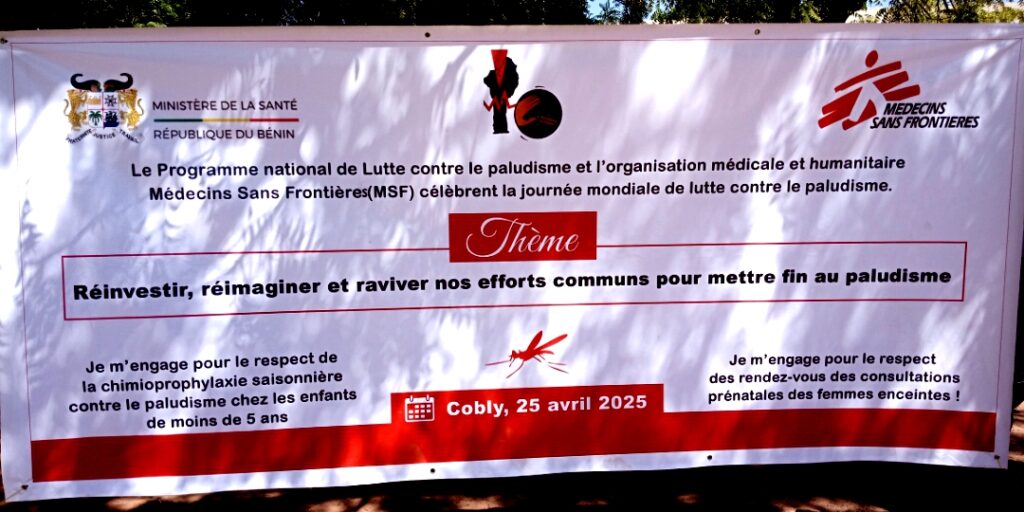 MINISTÈRE DE LA SANTÉ
RÉPUBLIQUE DU BÉNIN
MEDECINS
SANS FRONTIERES
Le Programme national de Lutte contre le paludisme et l'organisation médicale et humanitaire
Médecins Sans Frontières(MSF) célèbrent la journée mondiale de lutte contre le paludisme.
Thème
Réinvestir, réimaginer et raviver nos efforts communs pour mettre fin au paludisme
Je m'engage pour le respect de
la chimioprophylaxie saisonnière
contre le paludisme chez les enfants
de moins de 5 ans
Cobly, 25 avril 2025
Je m'engage pour le respect
des rendez-vous des consultations
prénatales des femmes enceintes !